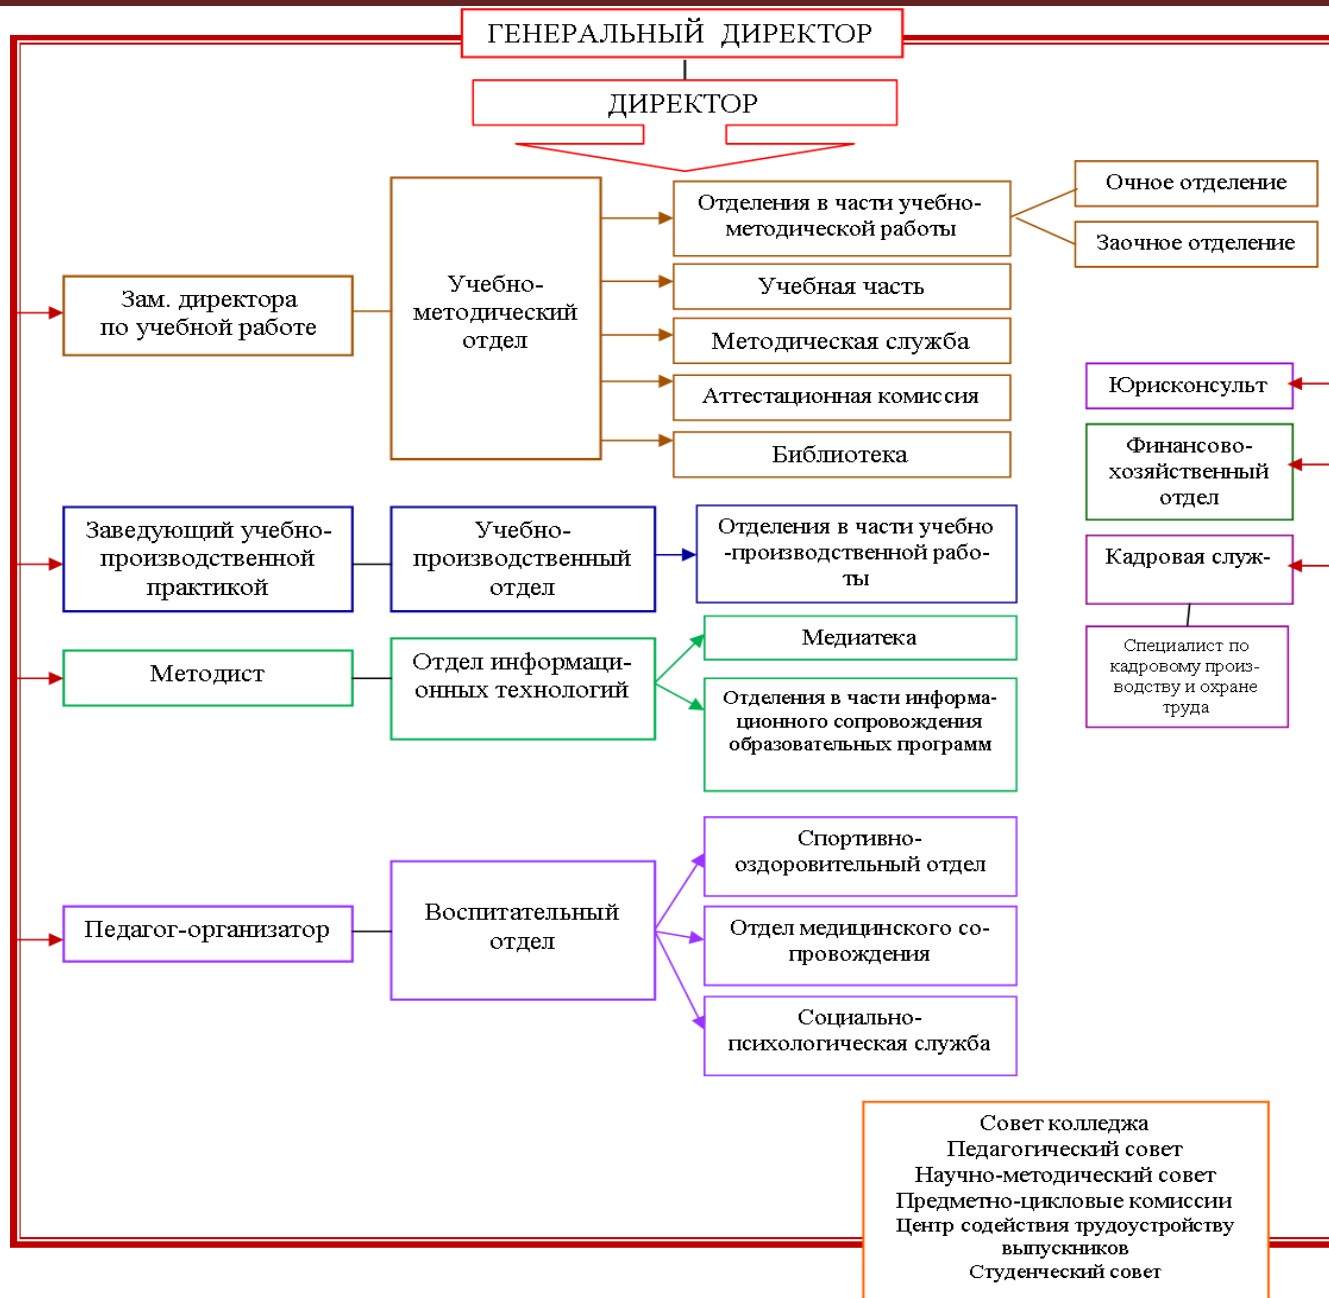 ГЕНЕРАЛЬНЫЙ ДИРЕКТОР
ДИРЕКТОР
Зам. директора
по учебной работе
Учебно-
методический
отдел
Отделения в части учебно-
методической работы
Очное отделение
Заочное отделение
Учебная часть
Методическая служба
Аттестационная комиссия
Библиотека
Юрисконсульт
Финансово-
хозяйственный
отдел
Кадровая служ-
Специалист по
кадровому произ-
водству и охране
труда
Заведующий учебно-
производственной
практикой
Учебно-
производственный
отдел
Отделения в части учебно
-производственной рабо-
ты
Методист
Отдел информаци-
онных технологий
Медиатека
Отделения в части информа-
ционного сопровождения
образовательных программ
Педагог-организатор
Воспитательный
отдел
Спортивно-
оздоровительный отдел
Отдел медицинского со-
провождения
Социально-
психологическая служба
Совет колледжа
Педагогический совет
Научно-методический совет
Предметно-цикловые комиссии
Центр содействия трудоустройству
выпускников
Студенческий совет